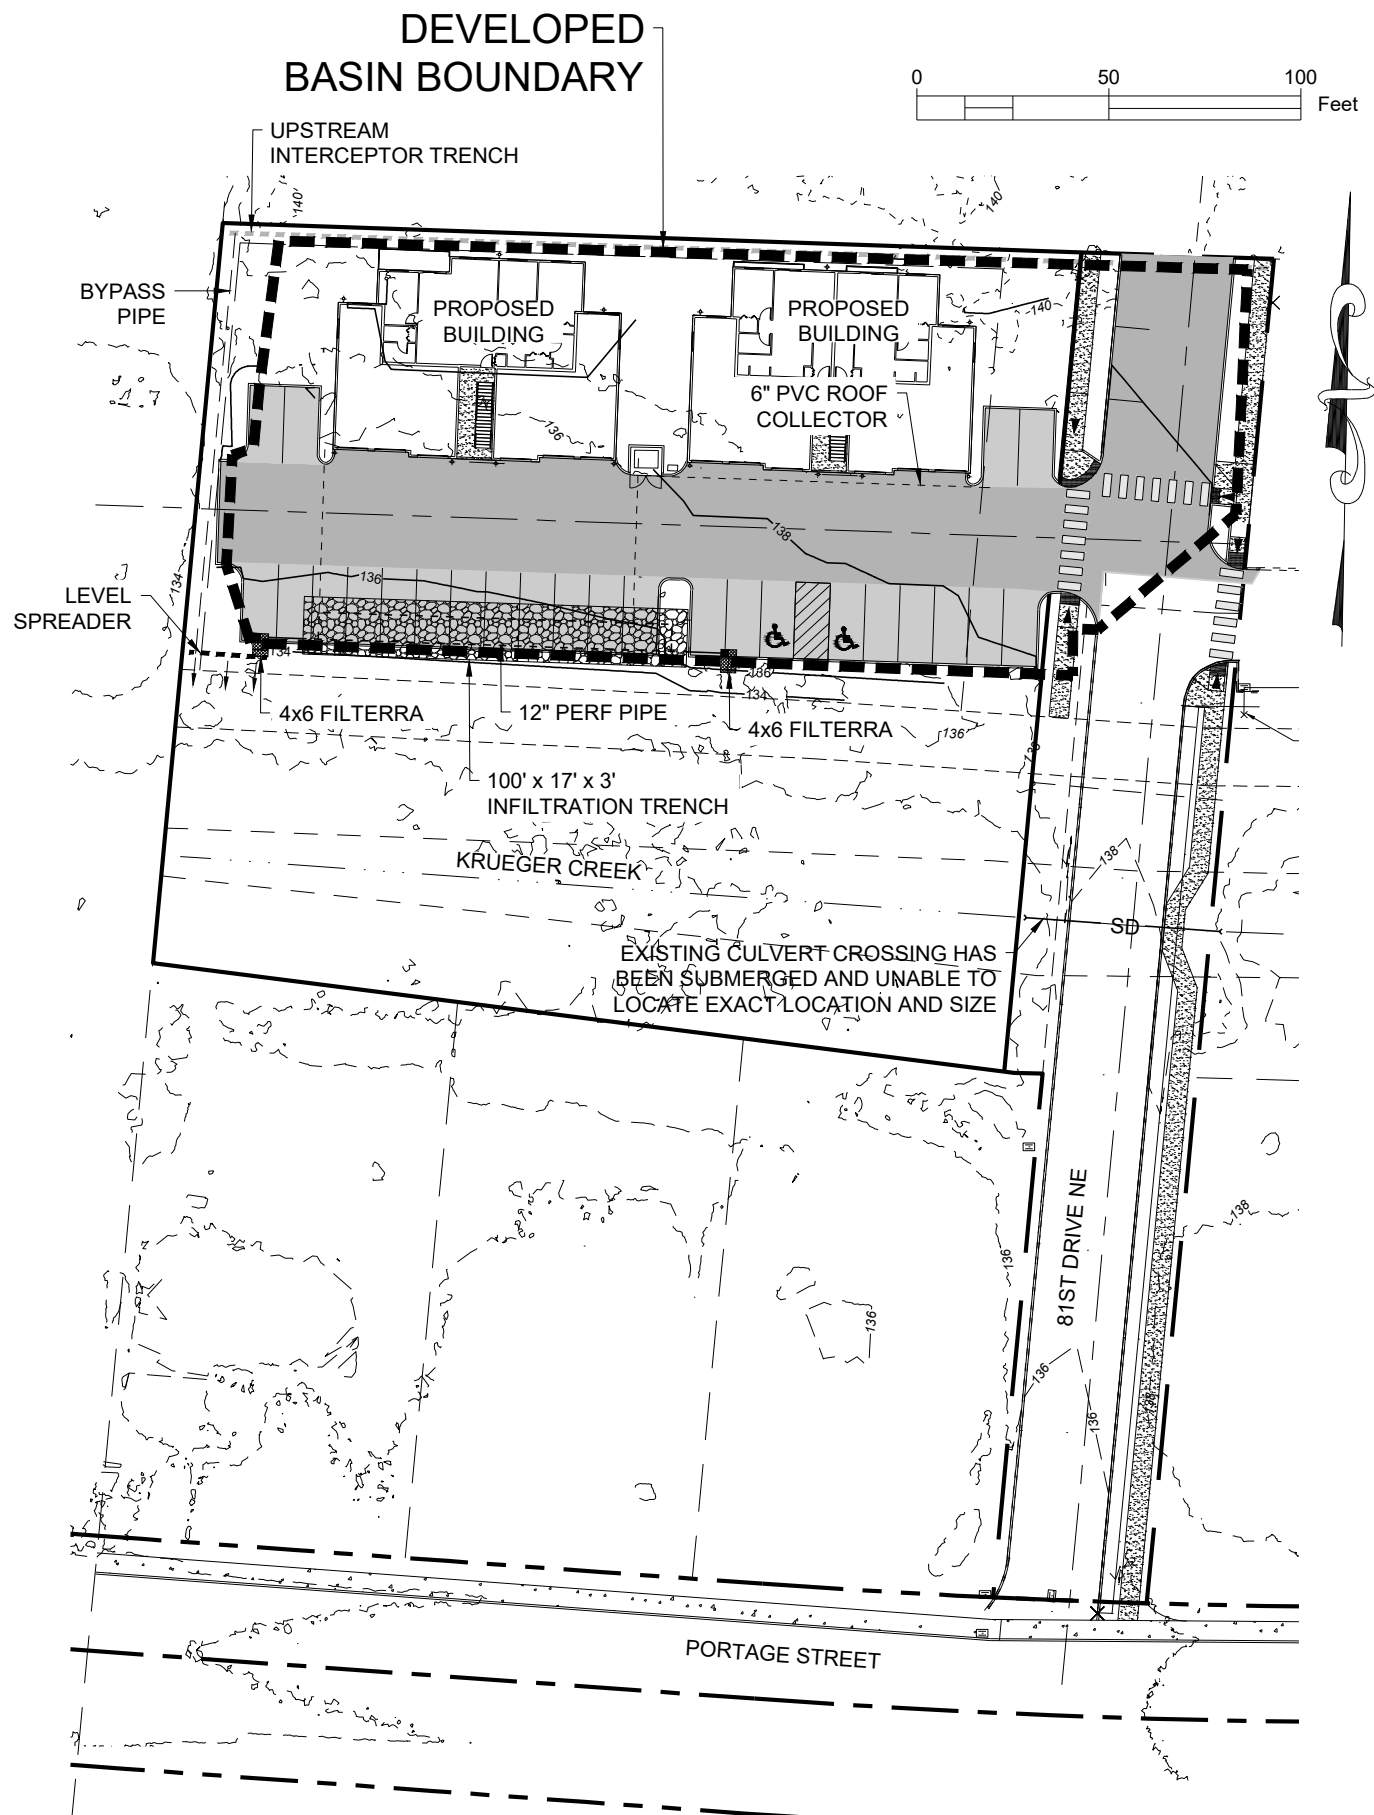 DEVELOPED
BASIN BOUNDARY
0 50 100
Feet
UPSTREAM
INTERCEPTOR TRENCH
140
140
BYPASS
PIPE
PROPOSED
BUILDING
PROPOSED
BUILDING
140
6" PVC ROOF
COLLECTOR
136
138
136
134
LEVEL
SPREADER
134
136
134
4x6 FILTERRA
12" PERF PIPE
4x6 FILTERRA
136
138
100' x 17' x 3'
INFILTRATION TRENCH
KRUEGER CREEK
138
SD
EXISTING CULVERT CROSSING HAS
BEEN SUBMERGED AND UNABLE TO
LOCATE EXACT LOCATION AND SIZE
81ST DRIVE NE
138
136
136
136
136
138
PORTAGE STREET